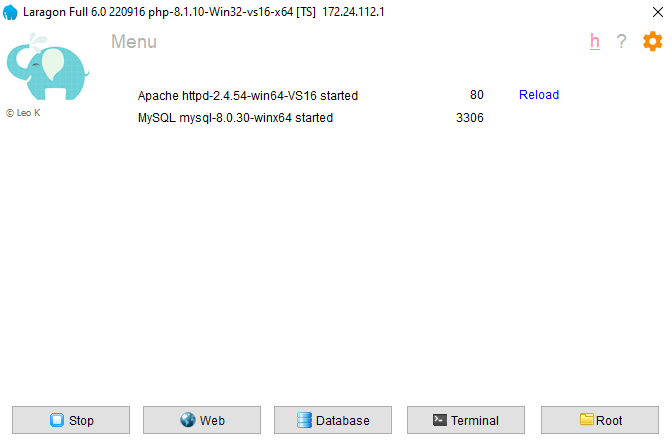 Laragon Full 6.0 220916 php-8.1.10-Win32-vs16-x64 [TS] 172.24.112.1
Menu h ?
© Leo K
Apache httpd-2.4.54-win64-VS16 started 80 Reload
MySQL mysql-8.0.30-winx64 started 3306
Stop Web Database Terminal Root